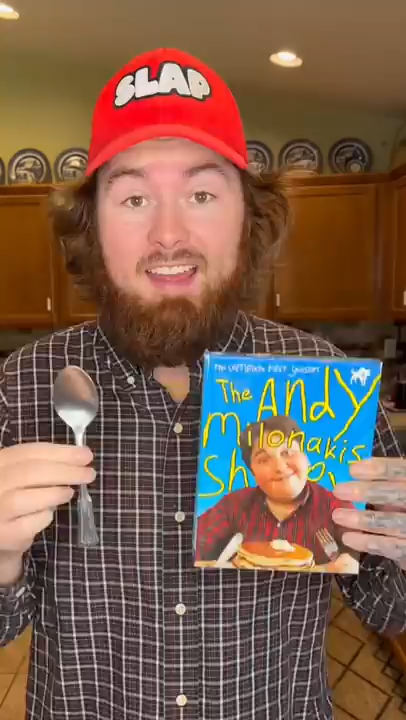 SLAP
THE COMPLETE FIRST SEASON
The ANDY
milonakis
Show